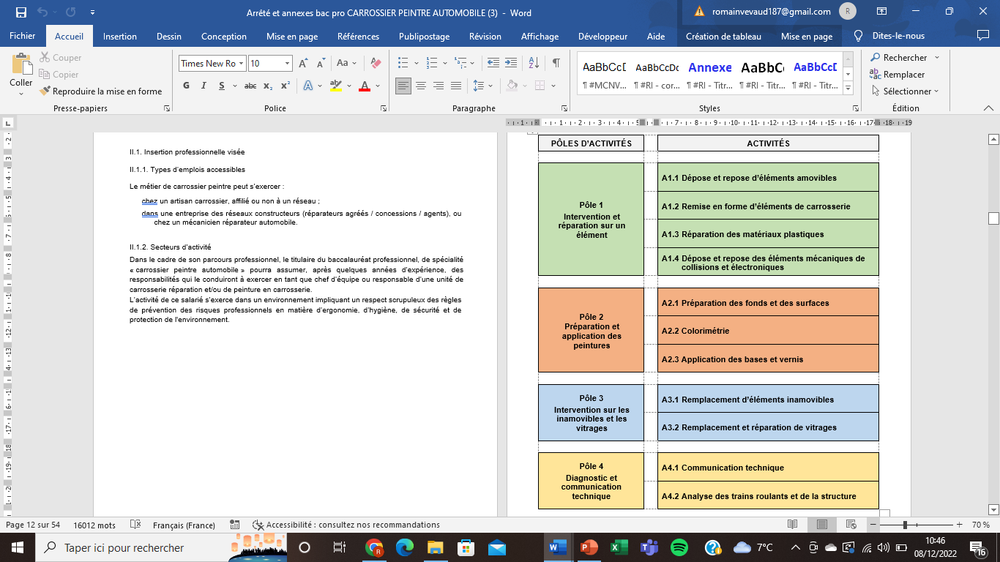 Arrêté et annexes bac pro CARROSSIER PEINTRE AUTOMOBILE (3) - Word
romainvevaud187@gmail.com
R
Fichier Accueil Insertion Dessin Conception Mise en page Références Publipostage Révision Affichage Développeur Aide Création de tableau Mise en page Dites-le-nous
Coller
Couper
Copier
Reproduire la mise en forme
Presse-papiers
Times New Ro 10
G I S abc x₂ x²
Police
Paragraphe
AaBbCcD AaBbCcDc Annexe AaBbCc AaBbCcD
¶ #MCNV... ¶ #RI - cor... ¶ #RI - Titr... ¶ #RI - Titr... ¶ #RI - Titr...
Styles
Rechercher
Remplacer
Sélectionner
Édition
II.1. Insertion professionnelle visée
II.1.1. Types d'emplois accessibles
Le métier de carrossier peintre peut s'exercer :
chez un artisan carrossier, affilié ou non à un réseau ;
dans une entreprise des réseaux constructeurs (réparateurs agréés / concessions / agents), ou
chez un mécanicien réparateur automobile.
II.1.2. Secteurs d'activité
Dans le cadre de son parcours professionnel, le titulaire du baccalauréat professionnel, de spécialité
« carrossier peintre automobile » pourra assumer, après quelques années d'expérience, des
responsabilités qui le conduiront à exercer en tant que chef d'équipe ou responsable d'une unité de
carrosserie réparation et/ou de peinture en carrosserie.
L'activité de ce salarié s'exerce dans un environnement impliquant un respect scrupuleux des règles
de prévention des risques professionnels en matière d'ergonomie, d'hygiène, de sécurité et de
protection de l'environnement.
PÔLES D'ACTIVITÉS
ACTIVITÉS
Pôle 1
Intervention et
réparation sur un
élément
A1.1 Dépose et repose d'éléments amovibles
A1.2 Remise en forme d'éléments de carrosserie
A1.3 Réparation des matériaux plastiques
A1.4 Dépose et repose des éléments mécaniques de
collisions et électroniques
Pôle 2
Préparation et
application des
peintures
A2.1 Préparation des fonds et des surfaces
A2.2 Colorimétrie
A2.3 Application des bases et vernis
Pôle 3
Intervention sur les
inamovibles et les
vitrages
A3.1 Remplacement d'éléments inamovibles
A3.2 Remplacement et réparation de vitrages
Pôle 4
Diagnostic et
communication
technique
A4.1 Communication technique
A4.2 Analyse des trains roulants et de la structure
Page 12 sur 54 16012 mots Français (France) Accessibilité : consultez nos recommandations 70 %
Taper ici pour rechercher
7°C
10:46
08/12/2022
16